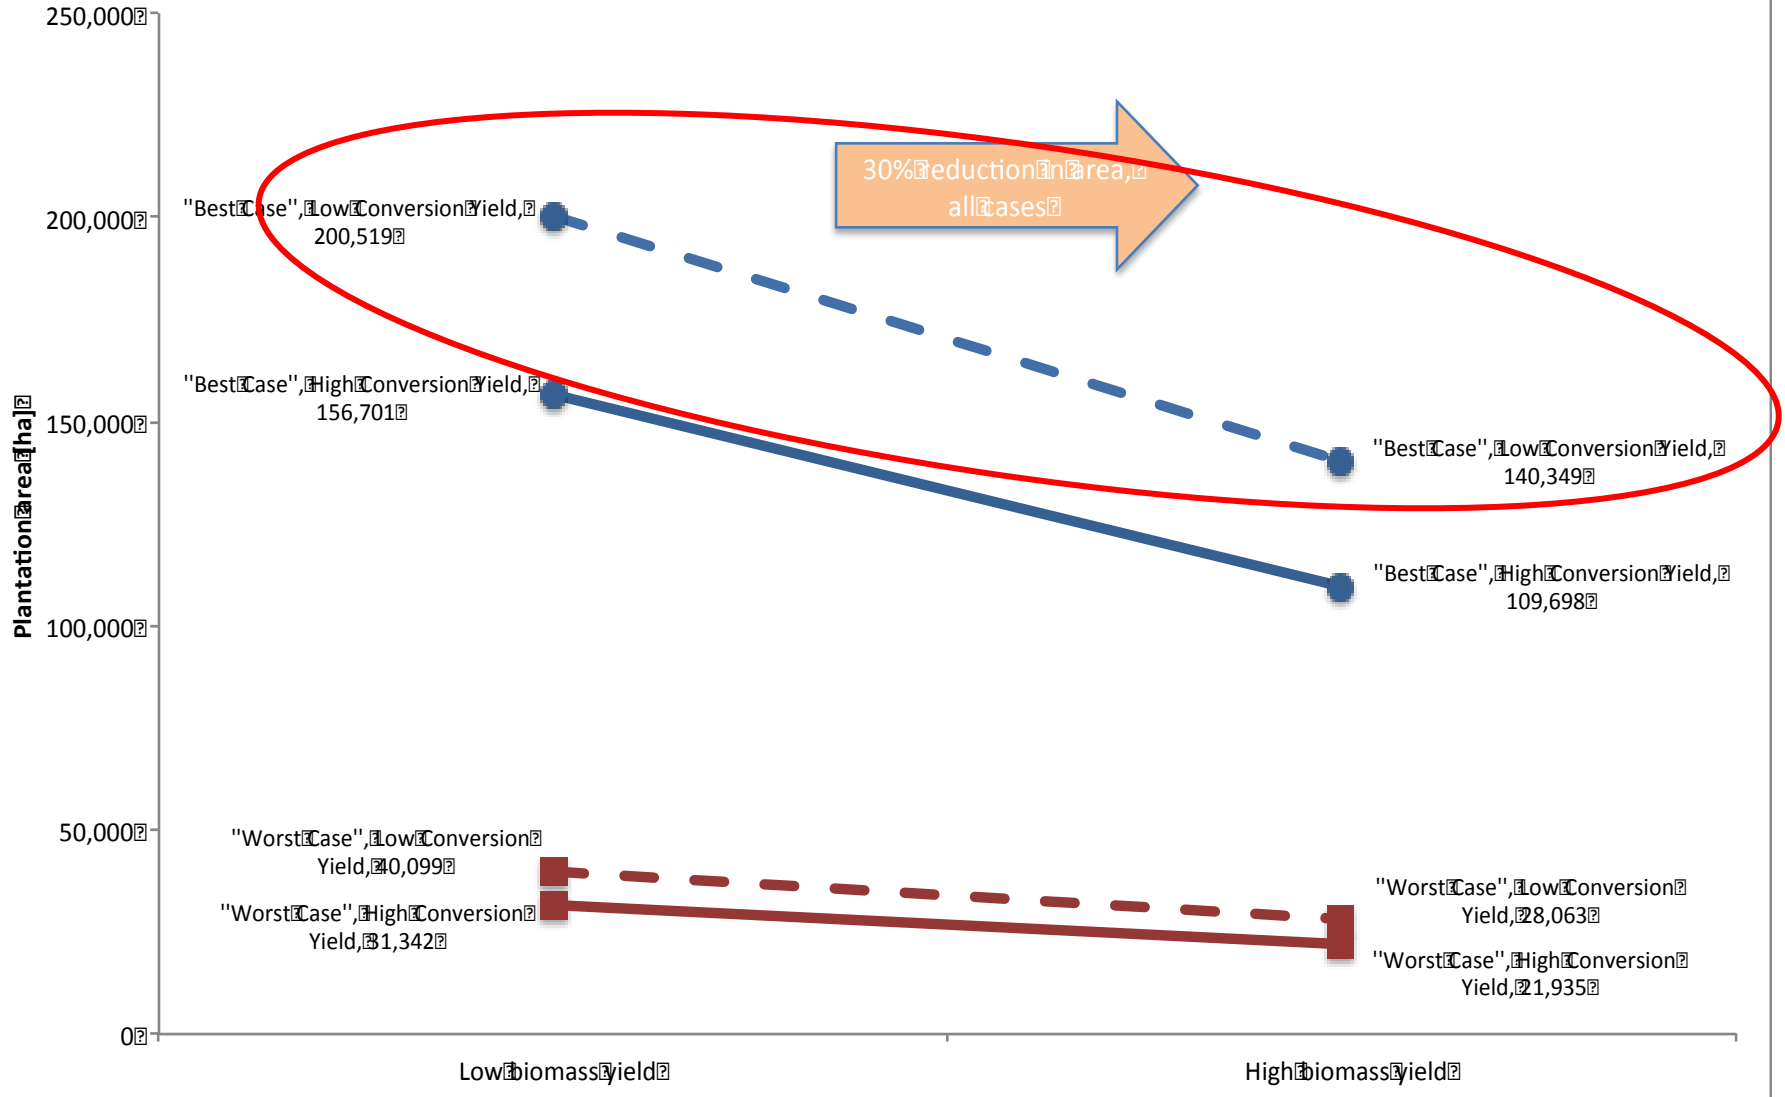 250,000
200,000
150,000
100,000
50,000
0
Plantation area [ha]
30% reduction in area,
all cases
"Best Case", Low Conversion Yield,
200,519
"Best Case", High Conversion Yield,
156,701
"Best Case", Low Conversion Yield,
140,349
"Best Case", High Conversion Yield,
109,698
"Worst Case", Low Conversion
Yield, 40,099
"Worst Case", High Conversion
Yield, 31,342
"Worst Case", Low Conversion
Yield, 28,063
"Worst Case", High Conversion
Yield, 21,935
Low biomass yield
High biomass yield